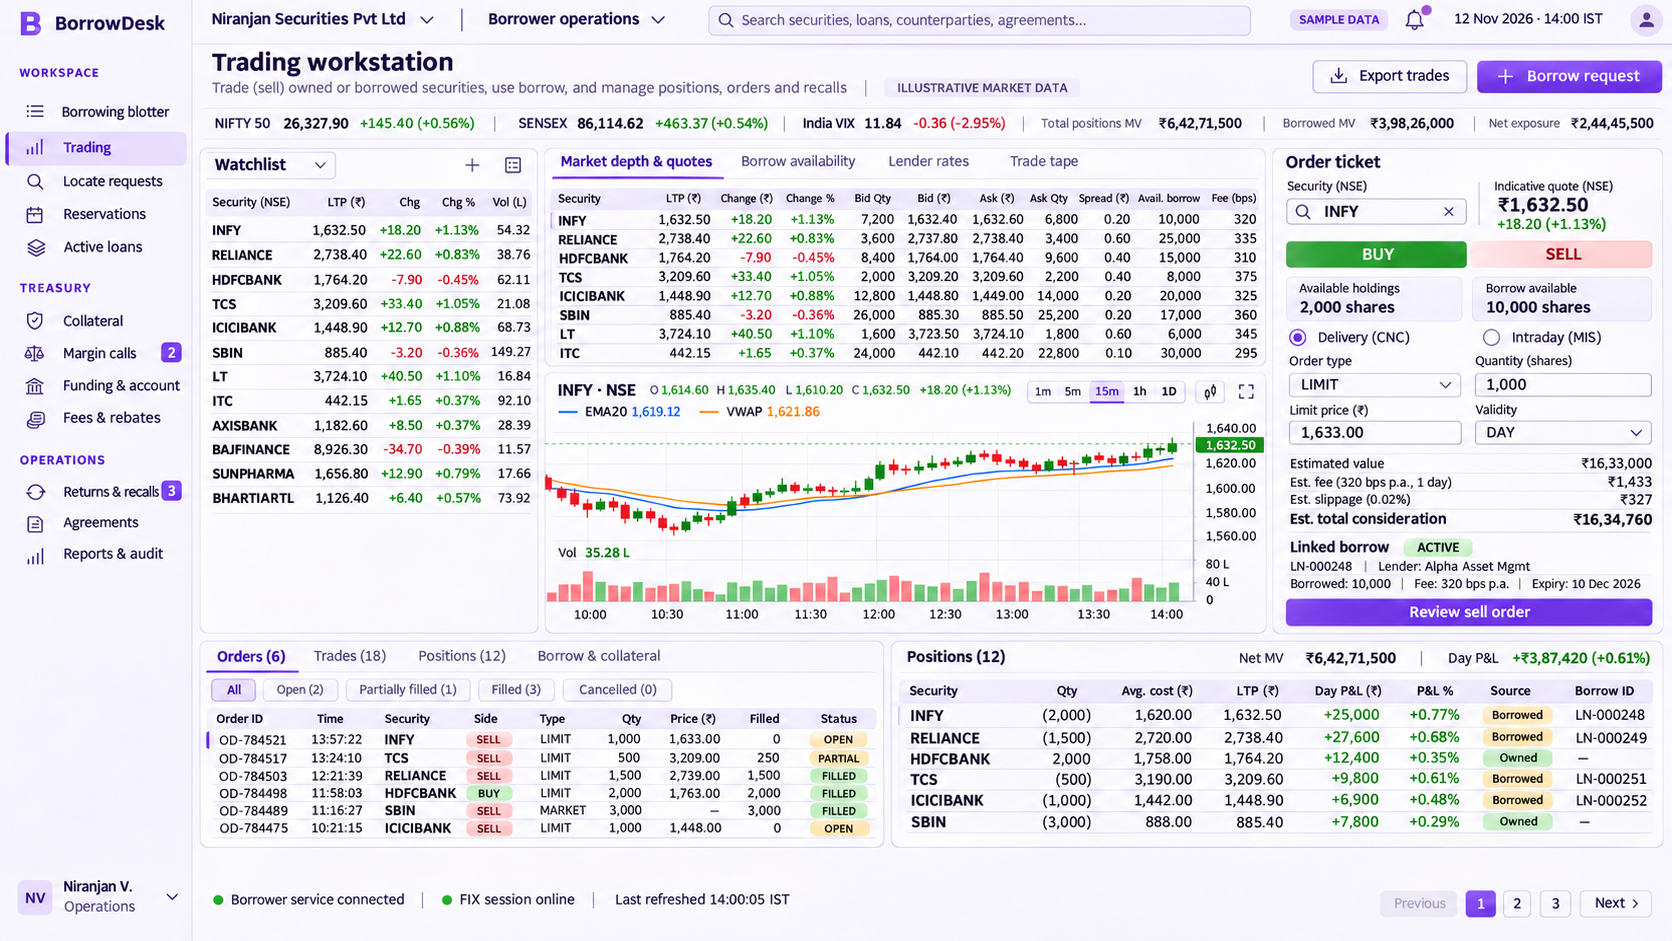 BorrowDesk
Niranjan Securities Pvt Ltd
Borrower operations
Search securities, loans, counterparties, agreements...
SAMPLE DATA
12 Nov 2026 · 14:00 IST
WORKSPACE
Borrowing blotter
Trading
Locate requests
Reservations
Active loans
TREASURY
Collateral
Margin calls 2
Funding & account
Fees & rebates
OPERATIONS
Returns & recalls 3
Agreements
Reports & audit
NV
Niranjan V.
Operations
Trading workstation
Trade (sell) owned or borrowed securities, use borrow, and manage positions, orders and recalls | ILLUSTRATIVE MARKET DATA
Export trades
+ Borrow request
NIFTY 50 26,327.90 +145.40 (+0.56%) | SENSEX 86,114.62 +463.37 (+0.54%) | India VIX 11.84 -0.36 (-2.95%) | Total positions MV ₹6,42,71,500 | Borrowed MV ₹3,98,26,000 | Net exposure ₹2,44,45,500
Watchlist
Security (NSE) LTP (₹) Chg Chg % Vol (L)
INFY 1,632.50 +18.20 +1.13% 54.32
RELIANCE 2,738.40 +22.60 +0.83% 38.76
HDFCBANK 1,764.20 -7.90 -0.45% 62.11
TCS 3,209.60 +33.40 +1.05% 21.08
ICICIBANK 1,448.90 +12.70 +0.88% 68.73
SBIN 885.40 -3.20 -0.36% 149.27
LT 3,724.10 +40.50 +1.10% 16.84
ITC 442.15 +1.65 +0.37% 92.10
AXISBANK 1,182.60 +8.50 +0.37% 28.39
BAJFINANCE 8,926.30 -34.70 -0.39% 11.57
SUNPHARMA 1,656.80 +12.90 +0.79% 17.66
BHARTIARTL 1,126.40 +6.40 +0.57% 73.92
Market depth & quotes
Borrow availability
Lender rates
Trade tape
Security LTP (₹) Change (₹) Change % Bid Qty Bid (₹) Ask (₹) Ask Qty Spread (₹) Avail. borrow Fee (bps)
INFY 1,632.50 +18.20 +1.13% 7,200 1,632.40 1,632.60 6,800 0.20 10,000 320
RELIANCE 2,738.40 +22.60 +0.83% 3,600 2,737.80 2,738.40 3,400 0.60 25,000 335
HDFCBANK 1,764.20 -7.90 -0.45% 8,400 1,764.00 1,764.40 9,600 0.40 15,000 310
TCS 3,209.60 +33.40 +1.05% 2,000 3,209.20 3,209.60 2,200 0.40 8,000 375
ICICIBANK 1,448.90 +12.70 +0.88% 12,800 1,448.80 1,449.00 14,000 0.20 20,000 325
SBIN 885.40 -3.20 -0.36% 26,000 885.30 885.50 25,200 0.20 17,000 360
LT 3,724.10 +40.50 +1.10% 1,600 3,723.50 3,724.10 1,800 0.60 6,000 345
ITC 442.15 +1.65 +0.37% 24,000 442.10 442.20 22,800 0.10 30,000 295
INFY · NSE O 1,614.60 H 1,635.40 L 1,610.20 C 1,632.50 +18.20 (+1.13%) 1m 5m 15m 1h 1D
EMA20 1,619.12 VWAP 1,621.86
1,640.00
1,632.50
1,620.00
1,600.00
1,580.00
1,560.00
Vol 35.28 L
80 L
40 L
0
10:00 10:30 11:00 11:30 12:00 12:30 13:00 13:30 14:00
Order ticket
Security (NSE)
INFY
Indicative quote (NSE)
₹1,632.50
+18.20 (+1.13%)
BUY
SELL
Available holdings
2,000 shares
Borrow available
10,000 shares
Delivery (CNC)
Intraday (MIS)
Order type
LIMIT
Quantity (shares)
1,000
Limit price (₹)
1,633.00
Validity
DAY
Estimated value ₹16,33,000
Est. fee (320 bps p.a., 1 day) ₹1,433
Est. slippage (0.02%) ₹327
Est. total consideration ₹16,34,760
Linked borrow ACTIVE
LN-000248 | Lender: Alpha Asset Mgmt
Borrowed: 10,000 | Fee: 320 bps p.a. | Expiry: 10 Dec 2026
Review sell order
Orders (6)
Trades (18)
Positions (12)
Borrow & collateral
All
Open (2)
Partially filled (1)
Filled (3)
Cancelled (0)
Order ID Time Security Side Type Qty Price (₹) Filled Status
OD-784521 13:57:22 INFY SELL LIMIT 1,000 1,633.00 0 OPEN
OD-784517 13:24:10 TCS SELL LIMIT 500 3,209.00 250 PARTIAL
OD-784503 12:21:39 RELIANCE SELL LIMIT 1,500 2,739.00 1,500 FILLED
OD-784498 11:58:03 HDFCBANK BUY LIMIT 2,000 1,763.00 2,000 FILLED
OD-784489 11:16:27 SBIN SELL MARKET 3,000 — 3,000 FILLED
OD-784475 10:21:15 ICICIBANK SELL LIMIT 1,000 1,448.00 0 OPEN
Positions (12)
Net MV ₹6,42,71,500 | Day P&L +₹3,87,420 (+0.61%)
Security Qty Avg. cost (₹) LTP (₹) Day P&L (₹) P&L % Source Borrow ID
INFY (2,000) 1,620.00 1,632.50 +25,000 +0.77% Borrowed LN-000248
RELIANCE (1,500) 2,720.00 2,738.40 +27,600 +0.68% Borrowed LN-000249
HDFCBANK 2,000 1,758.00 1,764.20 +12,400 +0.35% Owned —
TCS (500) 3,190.00 3,209.60 +9,800 +0.61% Borrowed LN-000251
ICICIBANK (1,000) 1,442.00 1,448.90 +6,900 +0.48% Borrowed LN-000252
SBIN (3,000) 888.00 885.40 +7,800 +0.29% Owned —
Borrower service connected | FIX session online | Last refreshed 14:00:05 IST
Previous 1 2 3 Next